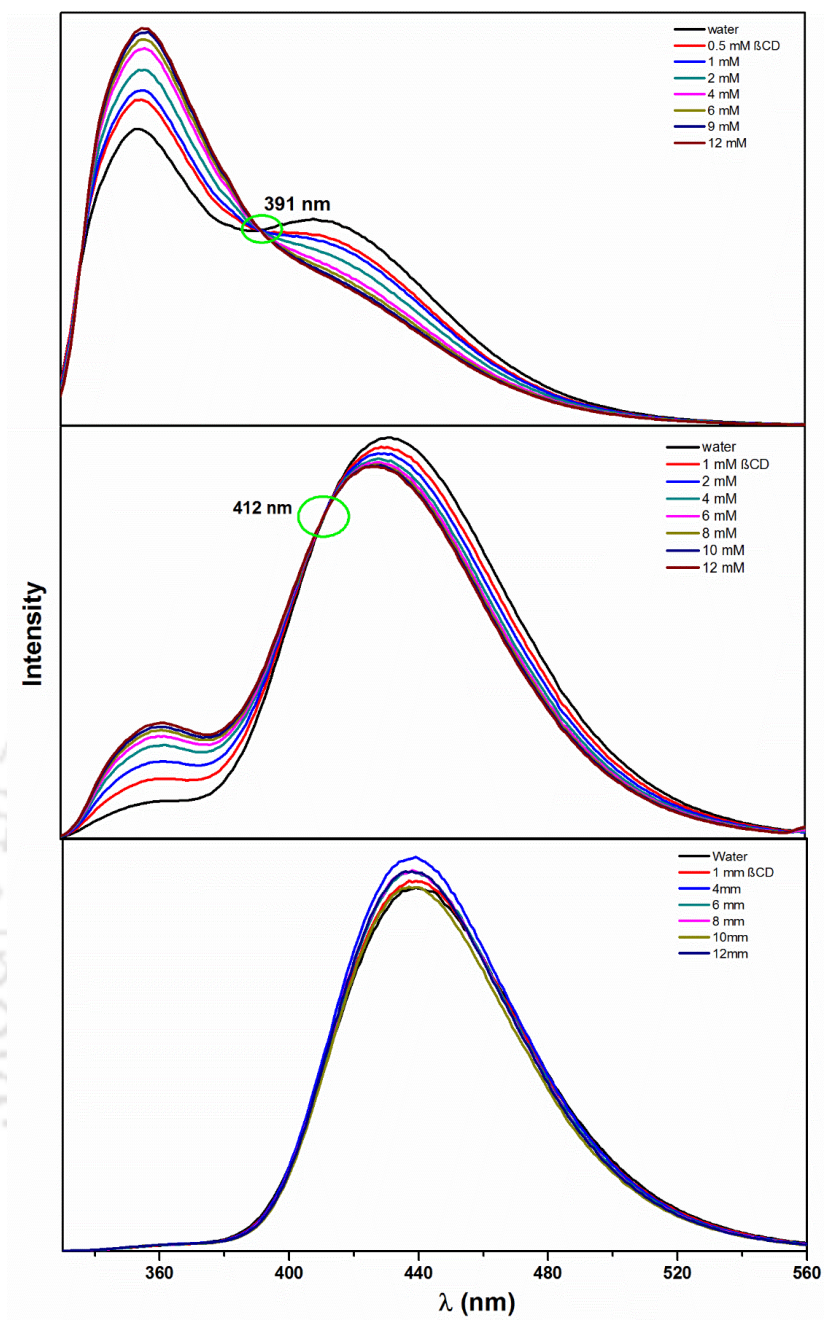 water
0.5 mM ßCD
1 mM
2 mM
4 mM
6 mM
9 mM
12 mM
391 nm
water
1 mM ßCD
2 mM
4 mM
6 mM
8 mM
10 mM
12 mM
412 nm
Intensity
Water
1 mm ßCD
4mm
6 mm
8 mm
10mm
12mm
360 400 440 480 520 560
λ (nm)